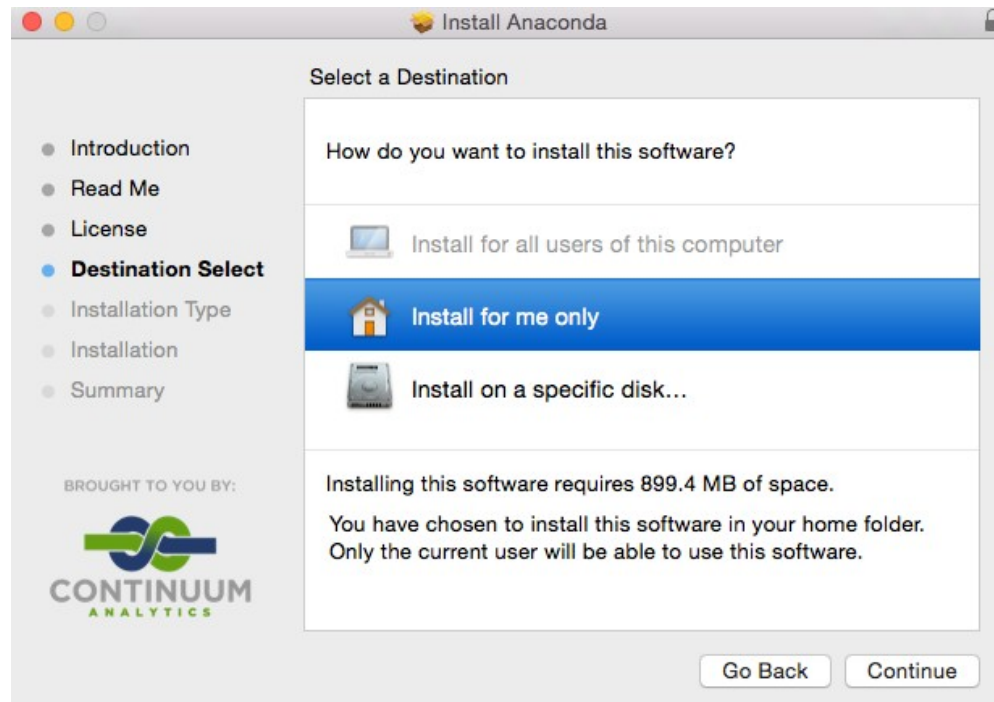 Install Anaconda
Select a Destination
Introduction
Read Me
License
Destination Select
Installation Type
Installation
Summary
BROUGHT TO YOU BY:
CONTINUUM
ANALYTICS
How do you want to install this software?
Install for all users of this computer
Install for me only
Install on a specific disk...
Installing this software requires 899.4 MB of space.
You have chosen to install this software in your home folder.
Only the current user will be able to use this software.
Go Back
Continue